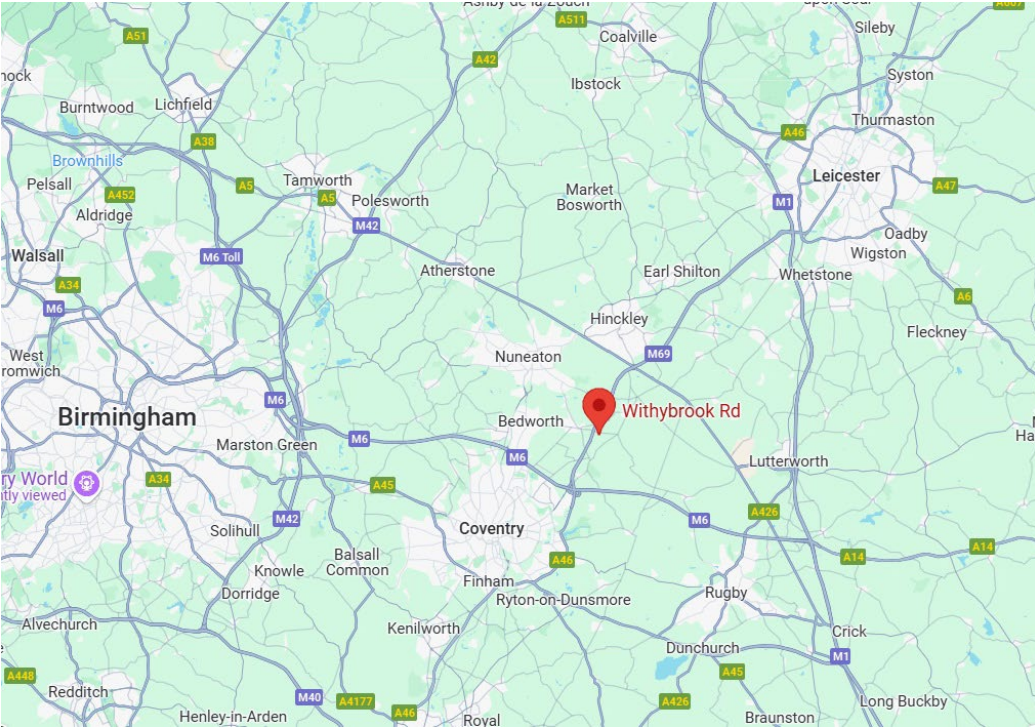 Ashby de la Zouch
A511
A607
A51
Coalville
Sileby
A42
Syston
Ibstock
Burntwood
Lichfield
Thurmaston
A46
A38
Brownhills
Leicester
Tamworth
Pelsall
A452
A5
A5
Polesworth
Market
Bosworth
A47
M1
Aldridge
M42
Oadby
Walsall
M6 Toll
Wigston
Atherstone
Earl Shilton
Whetstone
A34
M6
A6
Hinckley
Fleckney
West
romwich
Nuneaton
M69
M6
Withybrook Rd
Birmingham
Bedworth
M6
Marston Green
M6
Lutterworth
ry World
tly viewed
A34
A45
A426
M42
M6
Solihull
Coventry
Balsall
Common
A46
A14
A14
Knowle
Finham
Dorridge
Ryton-on-Dunsmore
Rugby
Alvechurch
Kenilworth
Crick
Dunchurch
M1
A448
A45
Redditch
M40
A4177
A426
Long Buckby
Henley-in-Arden
A46
Royal
Braunston